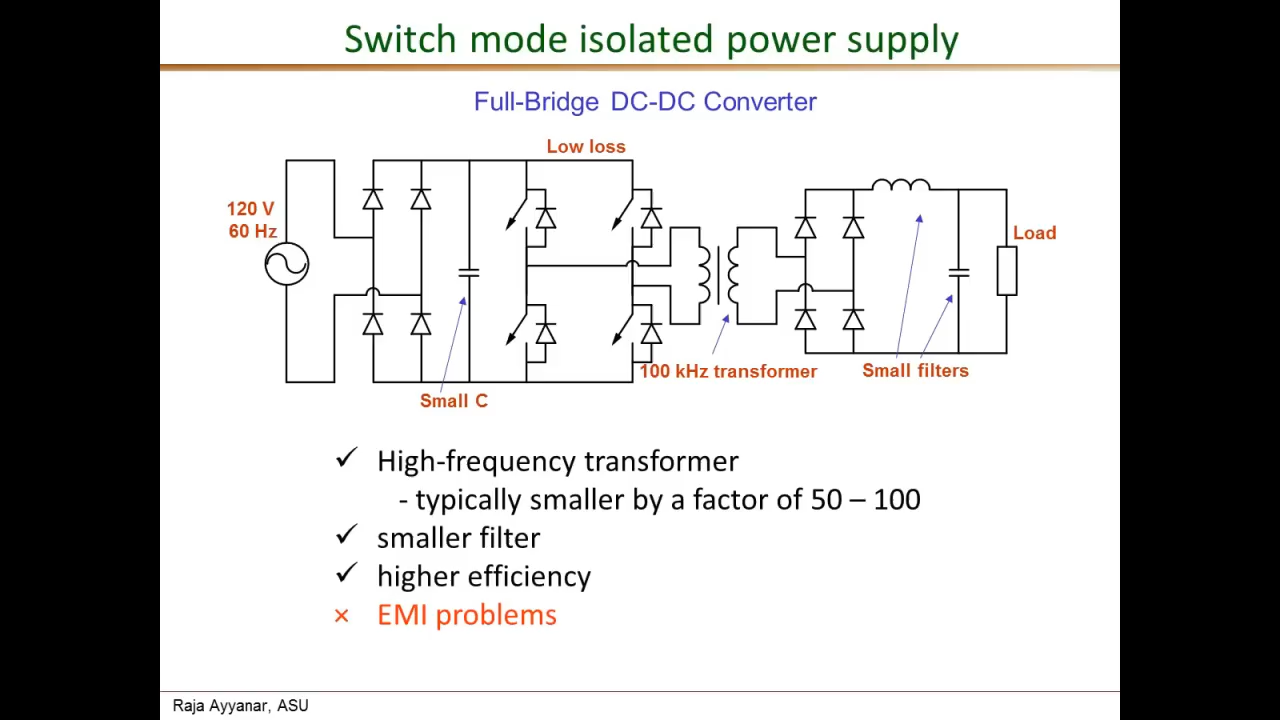 Switch mode isolated power supply
Full-Bridge DC-DC Converter
Low loss
120 V
60 Hz
Load
100 kHz transformer
Small filters
Small C
✓ High-frequency transformer
- typically smaller by a factor of 50 – 100
✓ smaller filter
✓ higher efficiency
× EMI problems
Raja Ayyanar, ASU